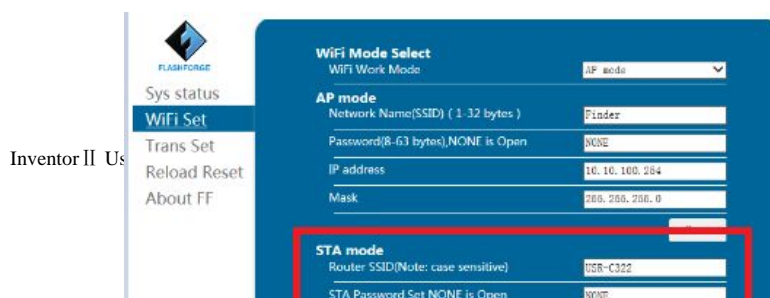 FLASHFORGE
WiFi Mode Select
WiFi Work Mode AP mode
Sys status
AP mode
WiFi Set
Network Name(SSID) ( 1-32 bytes ) Finder
Trans Set
Password(8-63 bytes),NONE is Open NONE
Inventor II Us
Reload Reset
IP address 10.10.100.254
About FF
Mask 255.255.255.0
STA mode
Router SSID(Note: case sensitive) USR-C322
STA Password Set NONE is Open NONE